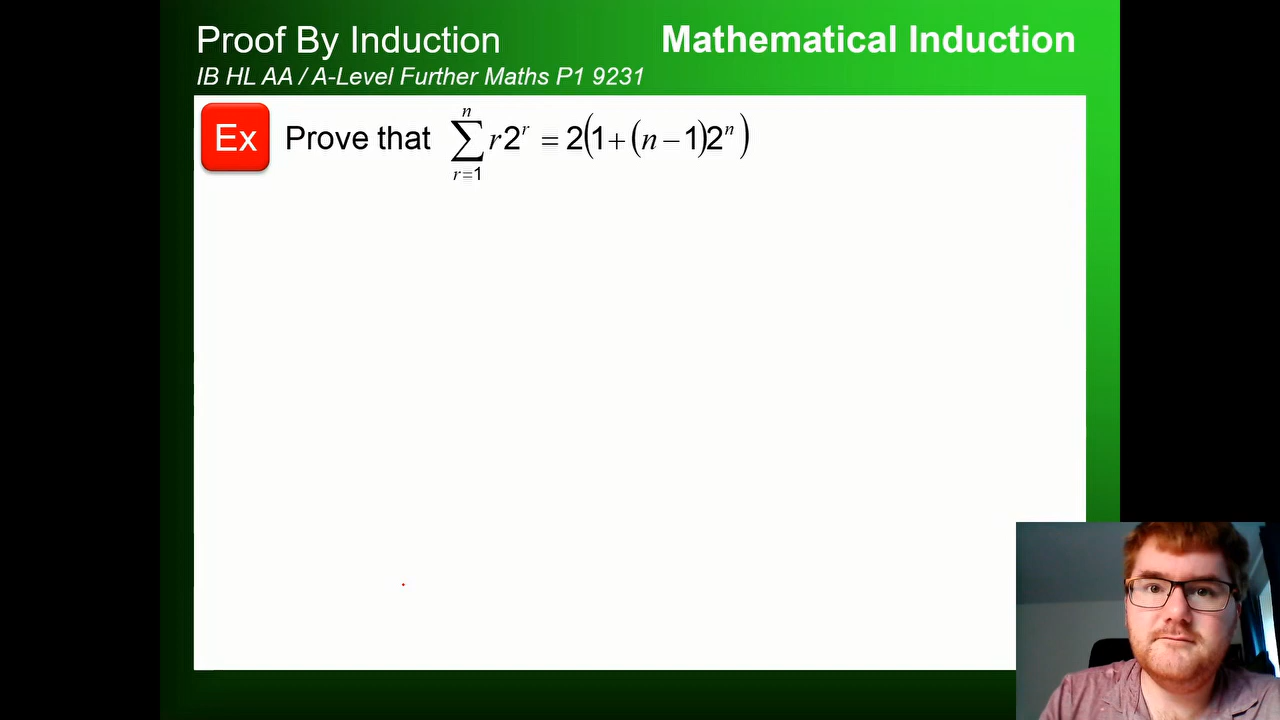 Proof By Induction
Mathematical Induction
IB HL AA / A-Level Further Maths P1 9231
Ex Prove that $\sum_{r=1}^{n} r2^r = 2(1+(n-1)2^n)$